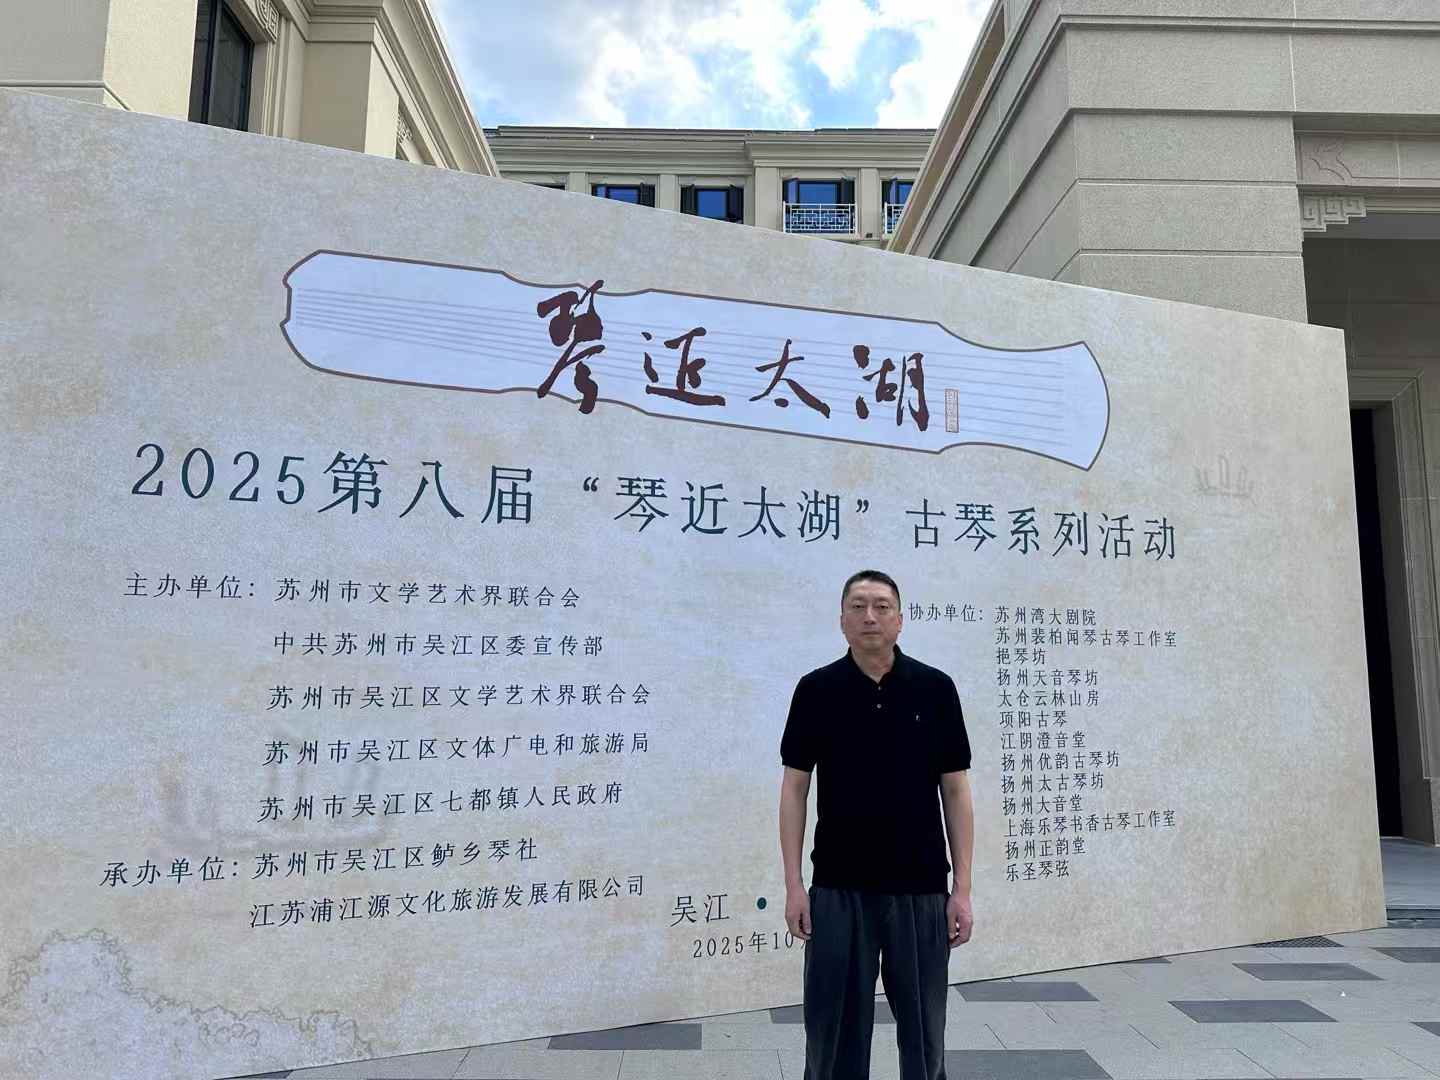 琴近太湖
2025第八届“琴近太湖”古琴系列活动
主办单位：苏州市文学艺术界联合会
中共苏州市吴江区委宣传部
苏州市吴江区文学艺术界联合会
苏州市吴江区文体广电和旅游局
苏州市吴江区七都镇人民政府
承办单位：苏州市吴江区鲈乡琴社
江苏浦江源文化旅游发展有限公司
协办单位：苏州湾大剧院
苏州裴柏闻琴古琴工作室
挹琴坊
扬州天音琴坊
太仓云林山房
项阳古琴
江阴澄音堂
扬州优韵古琴坊
扬州太古琴坊
扬州大音堂
上海乐琴书香古琴工作室
扬州正韵堂
乐圣琴弦
吴江·
2025年10